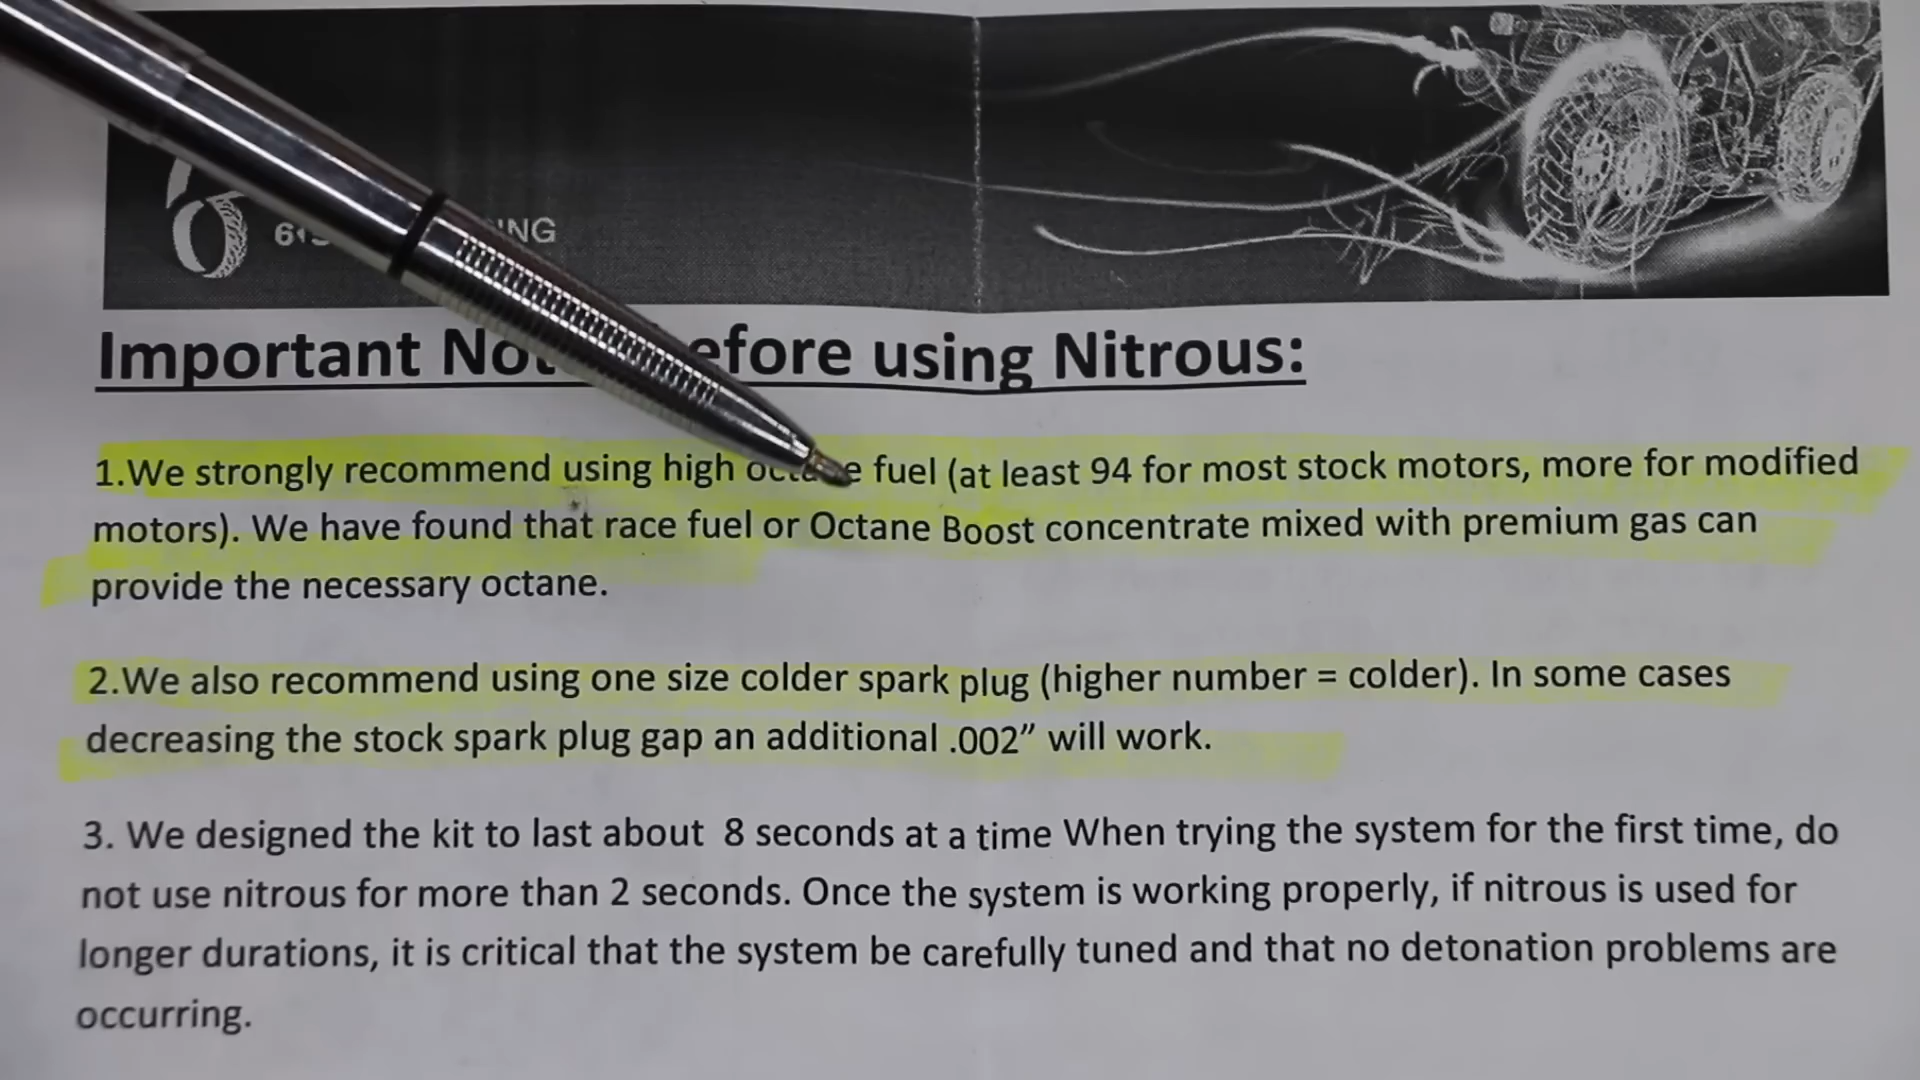 Important efore using Nitrous:
1.We strongly recommend using high octane fuel (at least 94 for most stock motors, more for modified
motors). We have found that race fuel or Octane Boost concentrate mixed with premium gas can
provide the necessary octane.
2.We also recommend using one size colder spark plug (higher number = colder). In some cases
decreasing the stock spark plug gap an additional .002” will work.
3. We designed the kit to last about 8 seconds at a time When trying the system for the first time, do
not use nitrous for more than 2 seconds. Once the system is working properly, if nitrous is used for
longer durations, it is critical that the system be carefully tuned and that no detonation problems are
occurring.